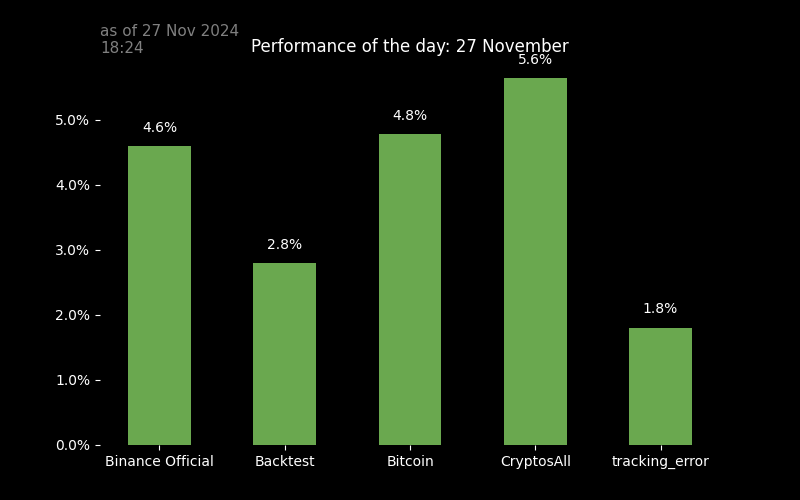 as of 27 Nov 2024
18:24
Performance of the day: 27 November
5.6%
5.0%
4.8%
4.6%
4.0%
3.0%
2.8%
2.0%
1.8%
1.0%
0.0%
Binance Official
Backtest
Bitcoin
CryptosAll
tracking_error